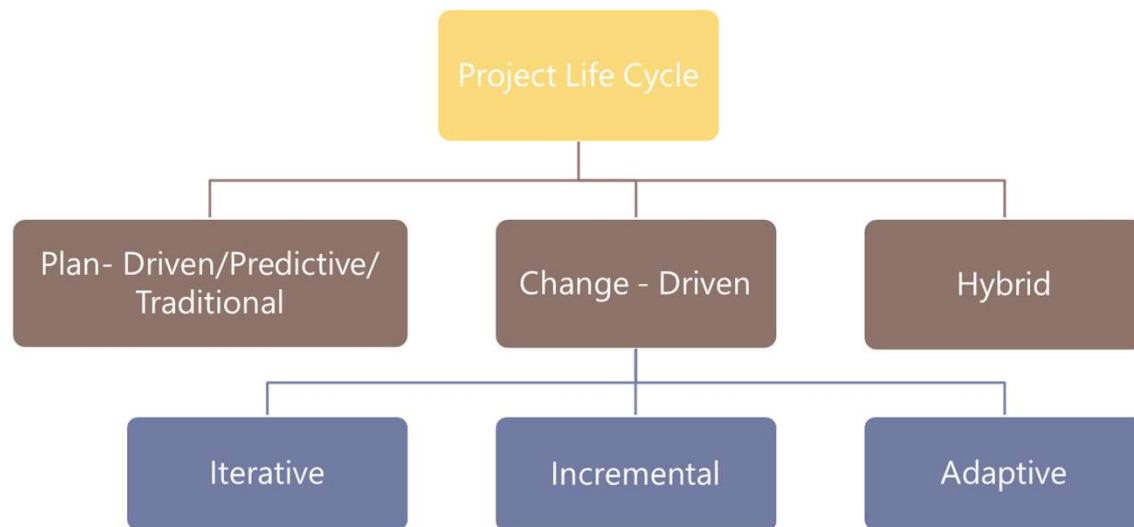 Project Life Cycle
Plan- Driven/Predictive/
Traditional
Change - Driven
Hybrid
Iterative
Incremental
Adaptive